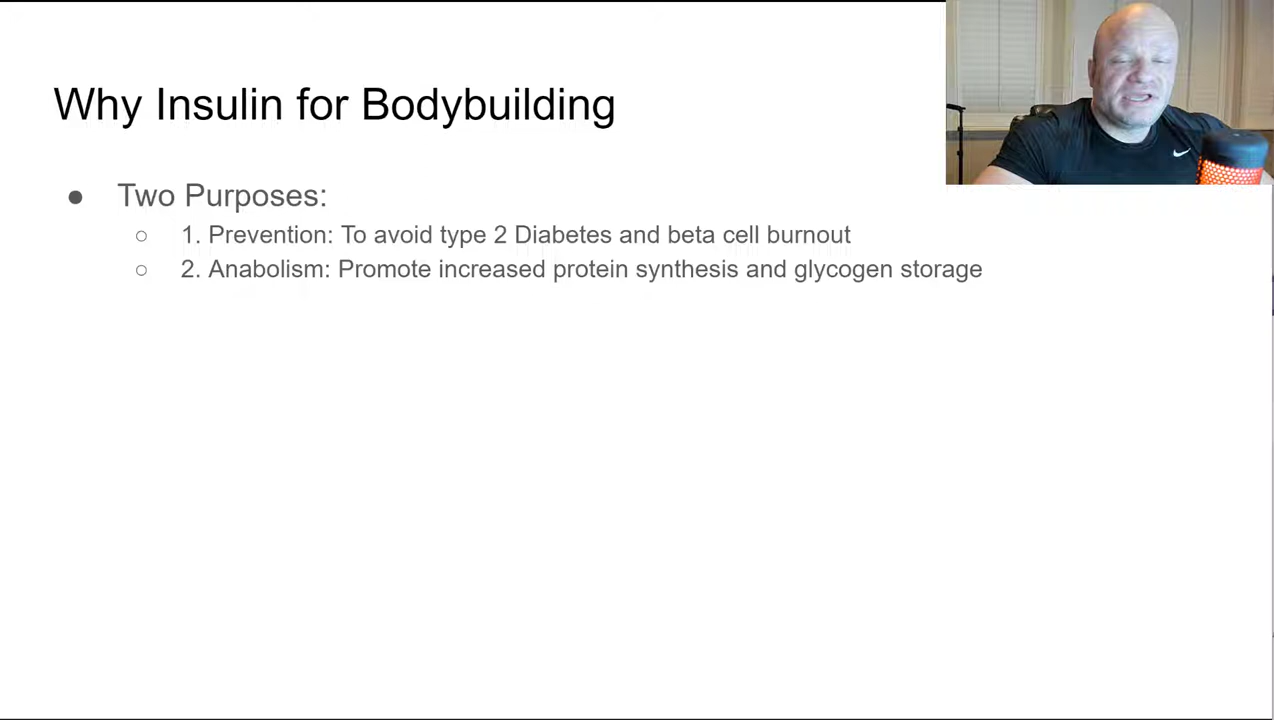 Why Insulin for Bodybuilding
● Two Purposes:
○ 1. Prevention: To avoid type 2 Diabetes and beta cell burnout
○ 2. Anabolism: Promote increased protein synthesis and glycogen storage